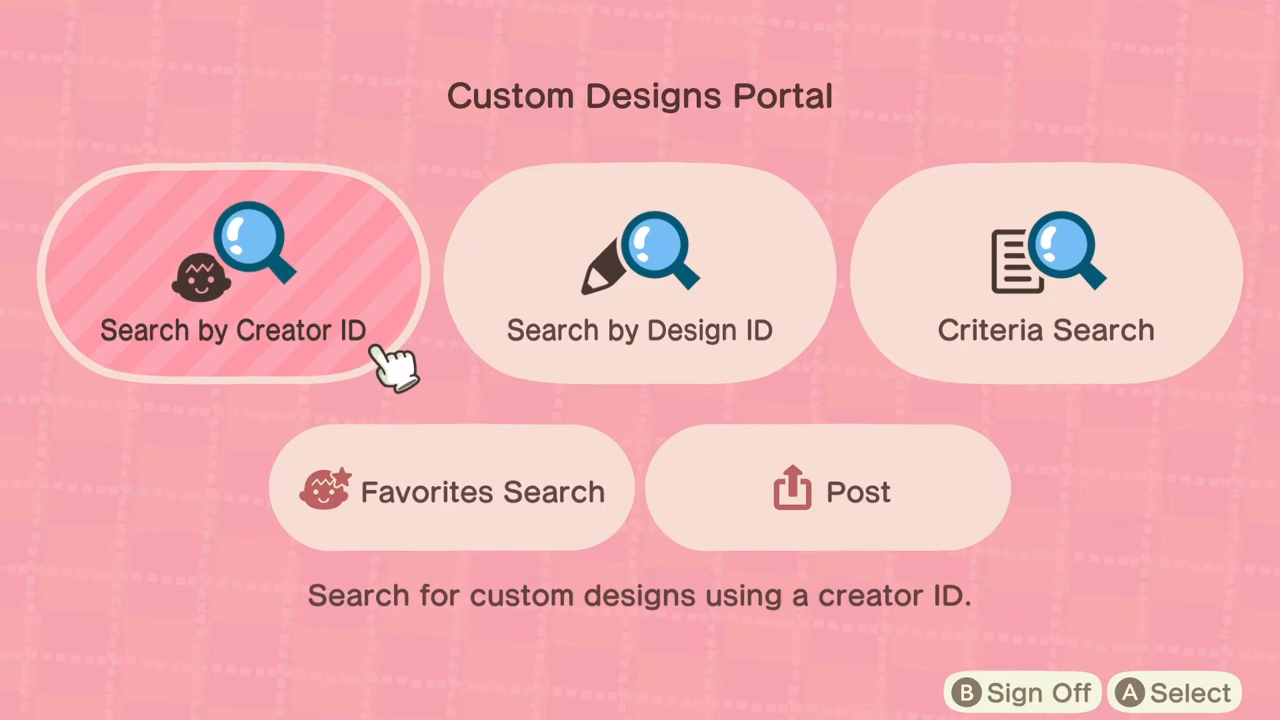 Custom Designs Portal
Search by Creator ID
Search by Design ID
Criteria Search
Favorites Search
Post
Search for custom designs using a creator ID.
B Sign Off
A Select